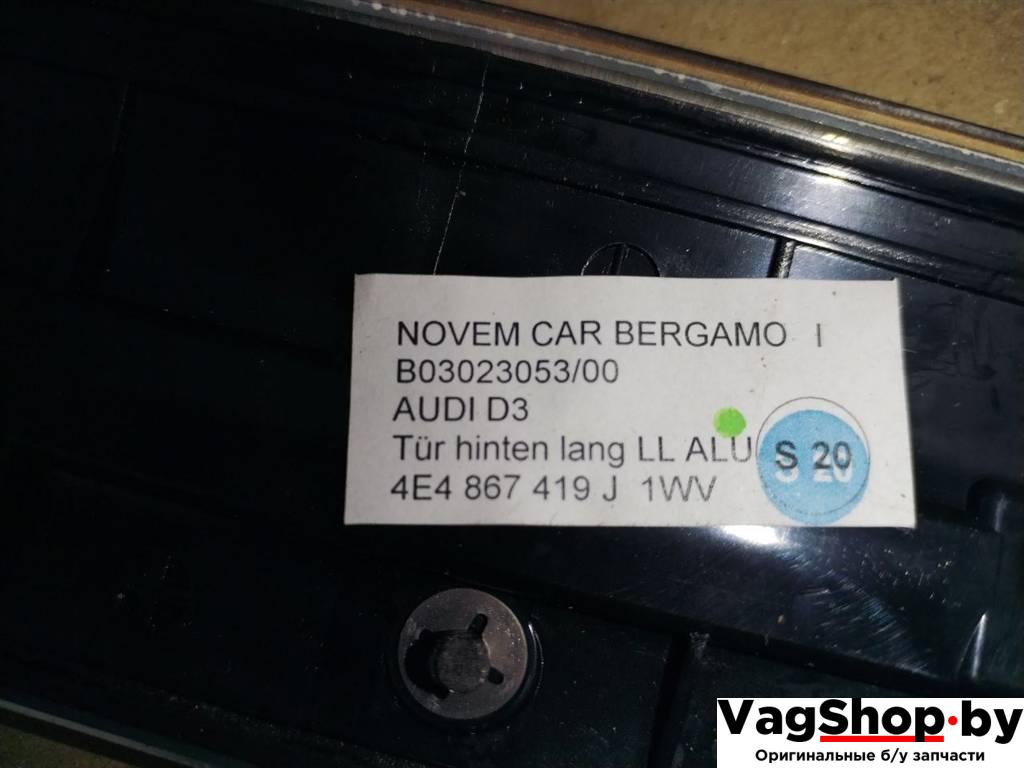 NOVEM CAR BERGAMO I
B03023053/00
AUDI D3
Tür hinten lang LL ALU
S 20
4E4 867 419 J 1WV
VagShop.by
Оригинальные б/у запчасти